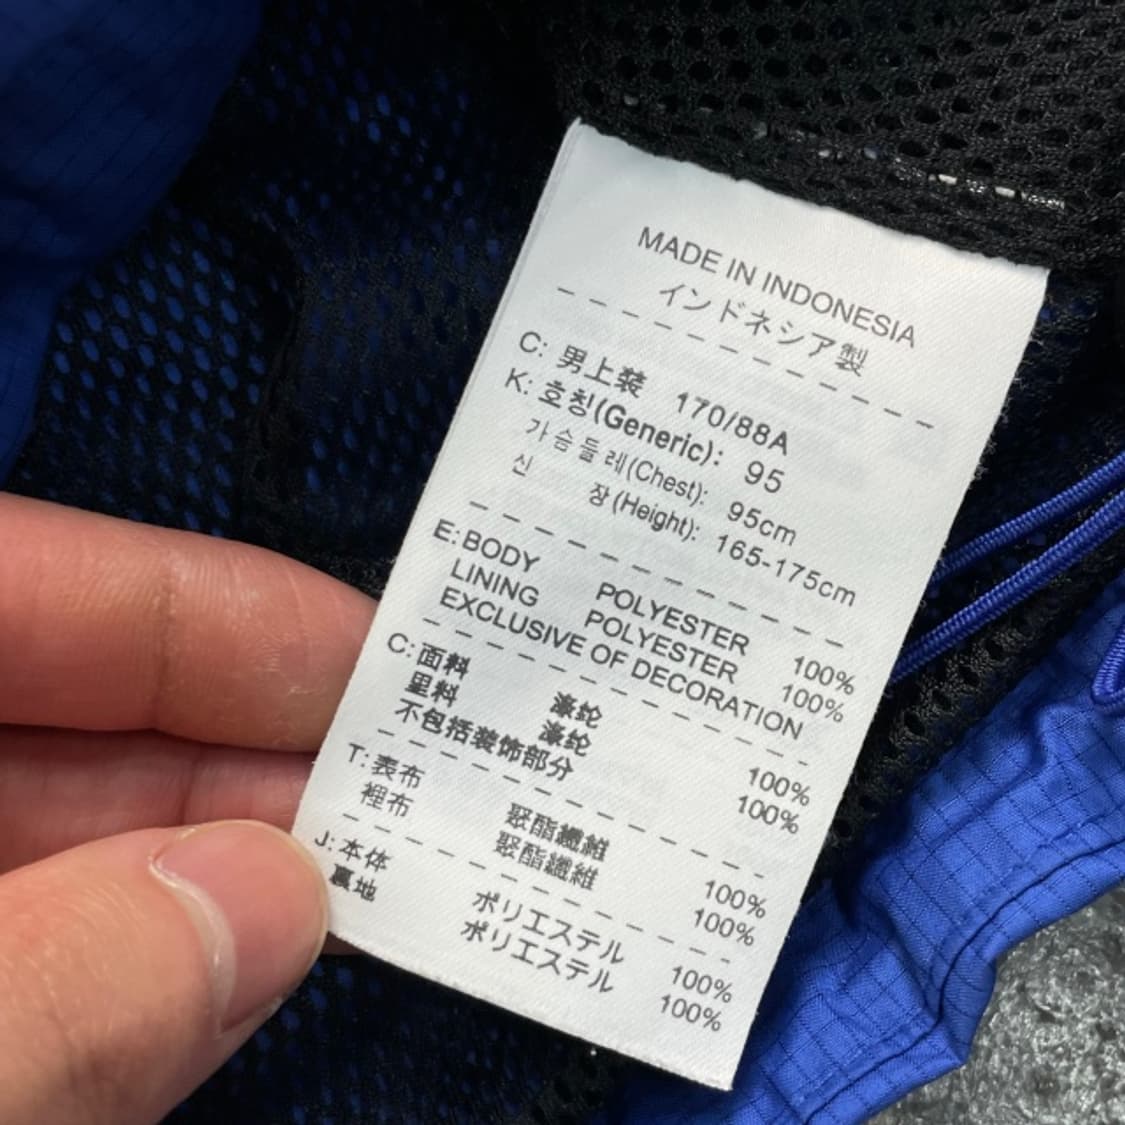 MADE IN INDONESIA
インドネシア製
C: 男上装 170/88A
K: 호칭(Generic): 95
가슴둘레(Chest): 95cm
신 장(Height): 165-175cm
E: BODY POLYESTER 100%
LINING POLYESTER 100%
EXCLUSIVE OF DECORATION
C: 面料 涤纶 100%
里料 涤纶 100%
不包括装饰部分
T: 表布 聚酯纖維 100%
裡布 聚酯纖維 100%
J: 本体 ポリエステル 100%
裏地 ポリエステル 100%